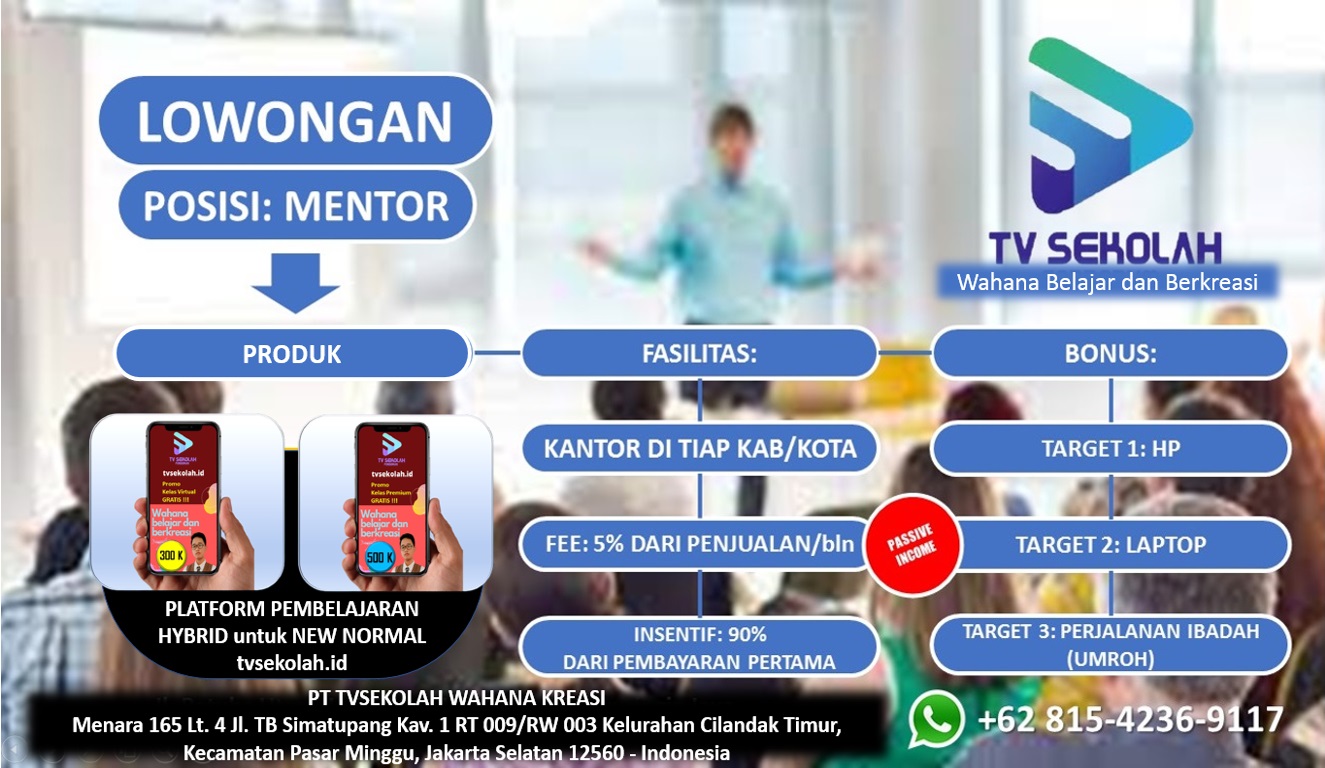 LOWONGAN
POSISI: MENTOR
TV SEKOLAH
Wahana Belajar dan Berkreasi
PRODUK
FASILITAS:
BONUS:
TV SEKOLAH
tvsekolah.id
Promo
Kelas Virtual
GRATIS !!!
Wahana
belajar dan
berkreasi
300 K
TV SEKOLAH
tvsekolah.id
Promo
Kelas Premium
GRATIS !!!
Wahana
belajar dan
berkreasi
500 K
PLATFORM PEMBELAJARAN
HYBRID untuk NEW NORMAL
tvsekolah.id
KANTOR DI TIAP KAB/KOTA
FEE: 5% DARI PENJUALAN/bln
INSENTIF: 90%
DARI PEMBAYARAN PERTAMA
PASSIVE
INCOME
TARGET 1: HP
TARGET 2: LAPTOP
TARGET 3: PERJALANAN IBADAH
(UMROH)
PT TVSEKOLAH WAHANA KREASI
Menara 165 Lt. 4 Jl. TB Simatupang Kav. 1 RT 009/RW 003 Kelurahan Cilandak Timur,
Kecamatan Pasar Minggu, Jakarta Selatan 12560 - Indonesia
+62 815-4236-9117